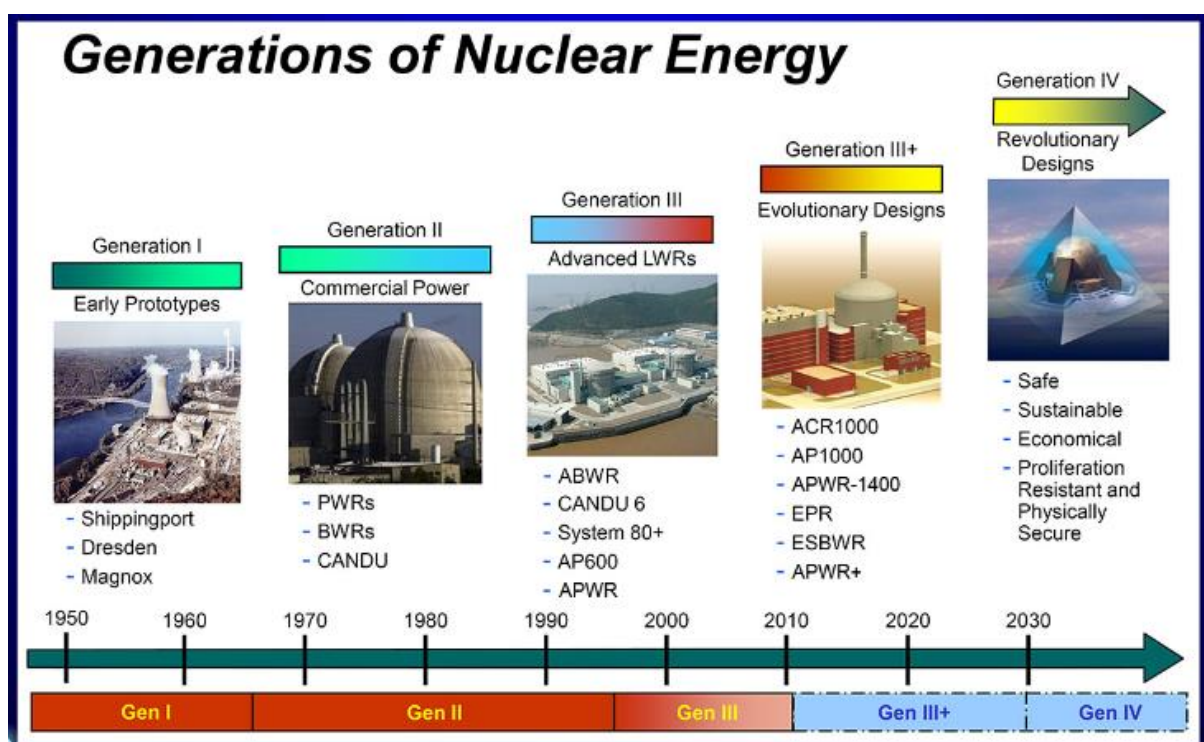 Generations of Nuclear Energy
Generation I
Early Prototypes
- Shippingport
- Dresden
- Magnox
Generation II
Commercial Power
- PWRs
- BWRs
- CANDU
Generation III
Advanced LWRs
- ABWR
- CANDU 6
- System 80+
- AP600
- APWR
Generation III+
Evolutionary Designs
- ACR1000
- AP1000
- APWR-1400
- EPR
- ESBWR
- APWR+
Generation IV
Revolutionary
Designs
- Safe
- Sustainable
- Economical
- Proliferation
Resistant and
Physically
Secure
1950 1960 1970 1980 1990 2000 2010 2020 2030
Gen I Gen II Gen III Gen III+ Gen IV